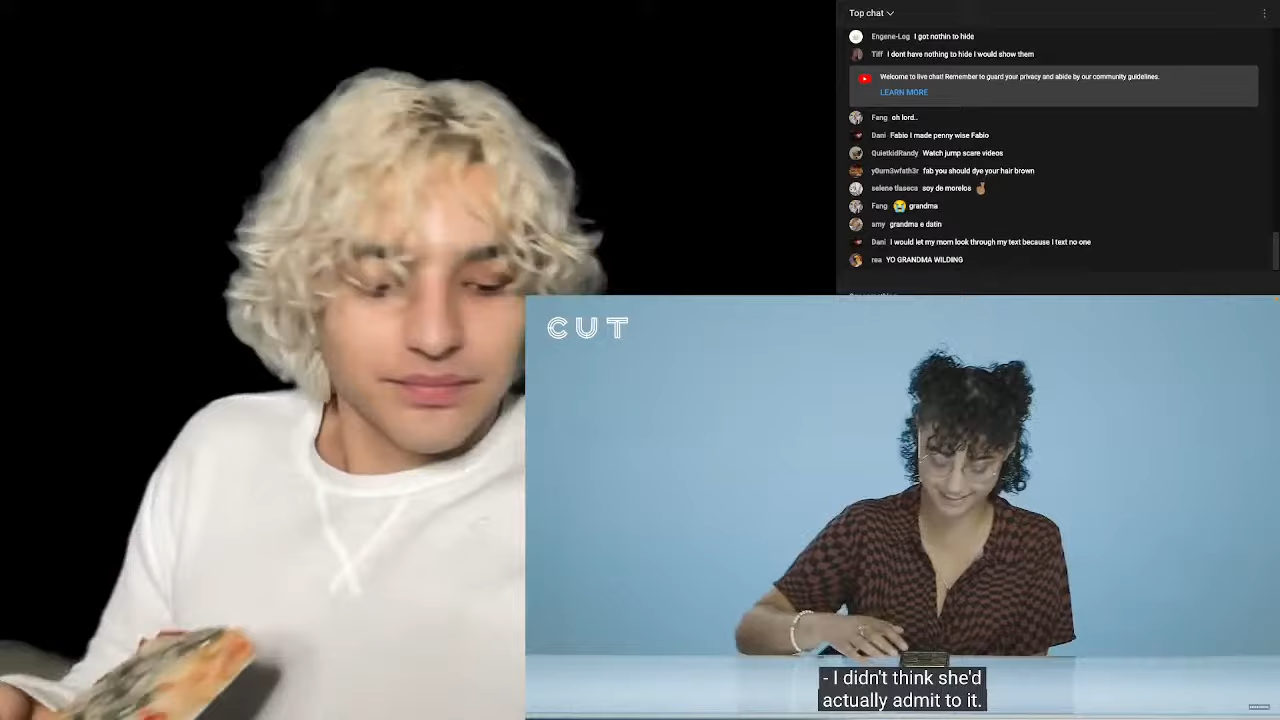 Top chat
Engene-Log I got nothin to hide
Tiff I dont have nothing to hide I would show them
Welcome to live chat! Remember to guard your privacy and abide by our community guidelines.
LEARN MORE
Fang oh lord..
Dani Fabio I made penny wise Fabio
QuietkidRandy Watch jump scare videos
y0urn3wfath3r fab you should dye your hair brown
selene tlaseca soy de morelos ✌🏽
Fang 😭 grandma
amy grandma e datin
Dani I would let my mom look through my text because I text no one
rea YO GRANDMA WILDING
CUT
- I didn't think she'd
actually admit to it.